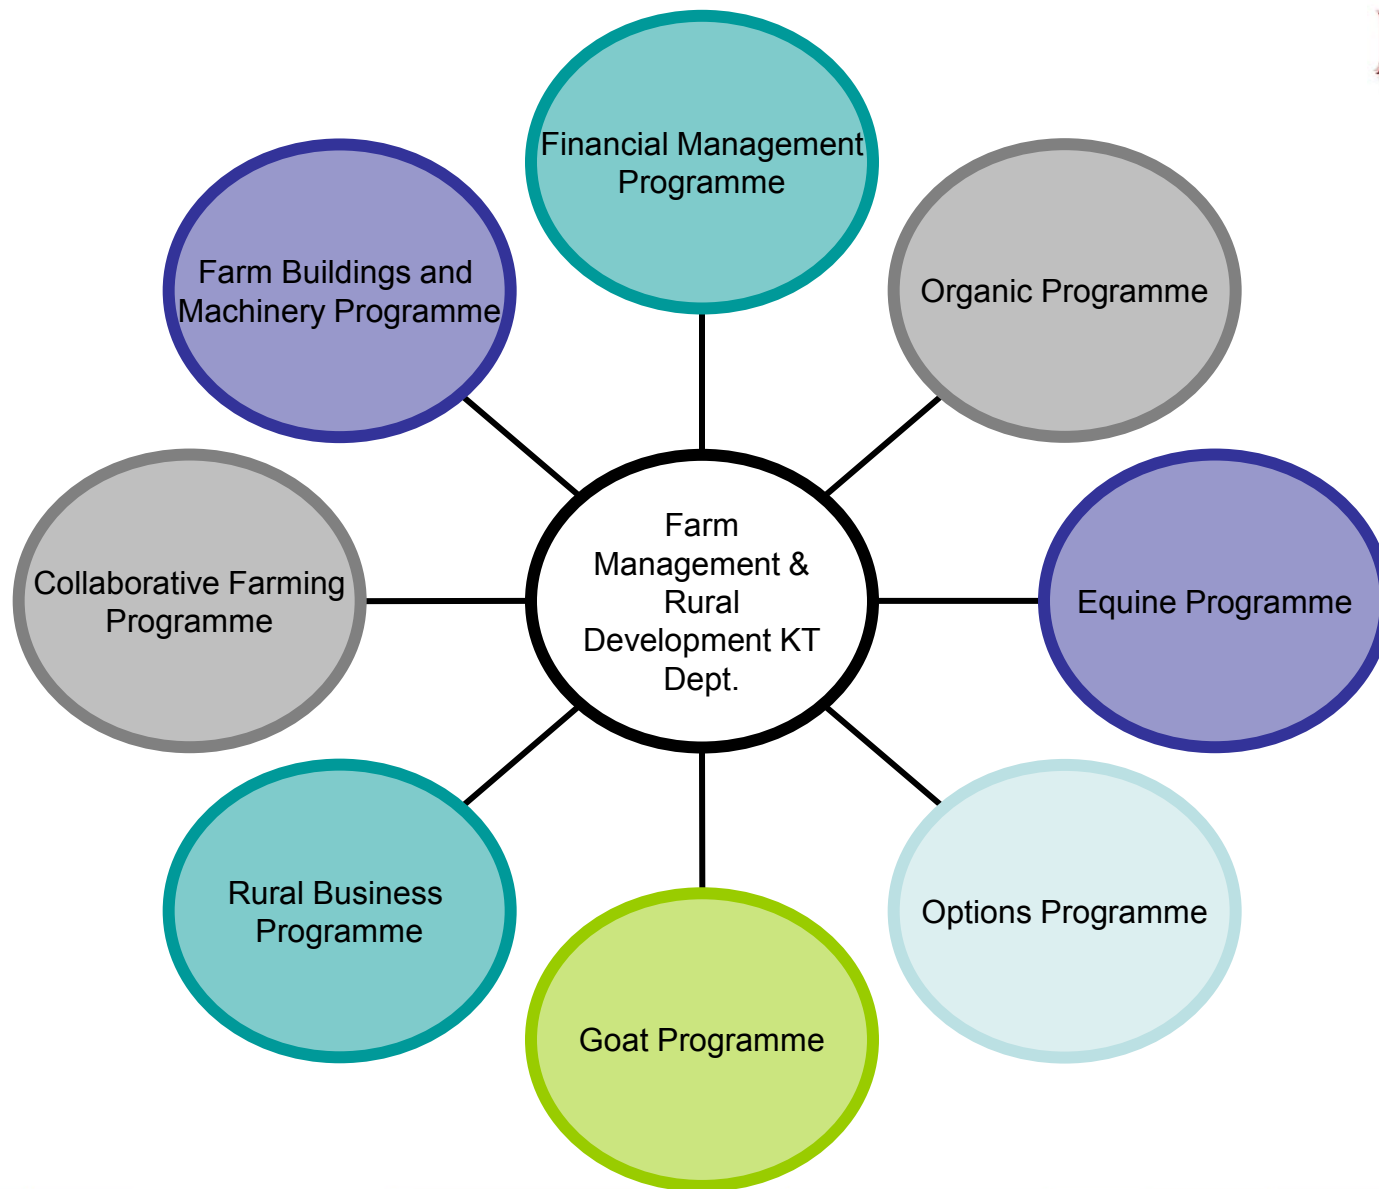 Financial Management
Programme
Farm Buildings and
Machinery Programme
Organic Programme
Farm
Management &
Rural
Development KT
Dept.
Collaborative Farming
Programme
Equine Programme
Rural Business
Programme
Options Programme
Goat Programme